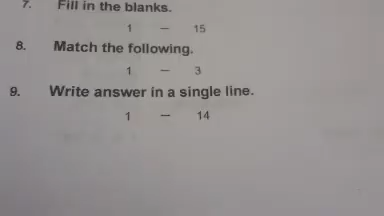 7. Fill in the blanks.
1 – 15
8. Match the following.
1 – 3
9. Write answer in a single line.
1 – 14